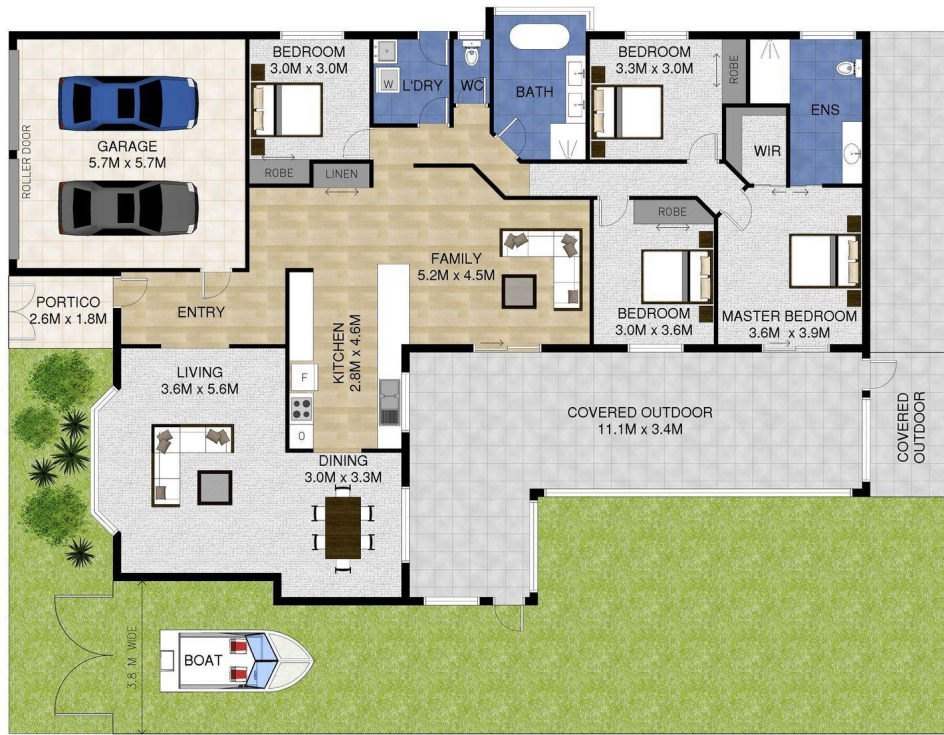 BEDROOM
3.0M x 3.0M
W
L'DRY
WC
BATH
BEDROOM
3.3M x 3.0M
ROBE
ENS
WIR
GARAGE
5.7M x 5.7M
ROLLER DOOR
ROBE
LINEN
ROBE
FAMILY
5.2M x 4.5M
PORTICO
2.6M x 1.8M
ENTRY
BEDROOM
3.0M x 3.6M
MASTER BEDROOM
3.6M x 3.9M
KITCHEN
2.8M x 4.6M
F
O
LIVING
3.6M x 5.6M
DINING
3.0M x 3.3M
COVERED OUTDOOR
11.1M x 3.4M
COVERED
OUTDOOR
3.8 M WIDE
BOAT